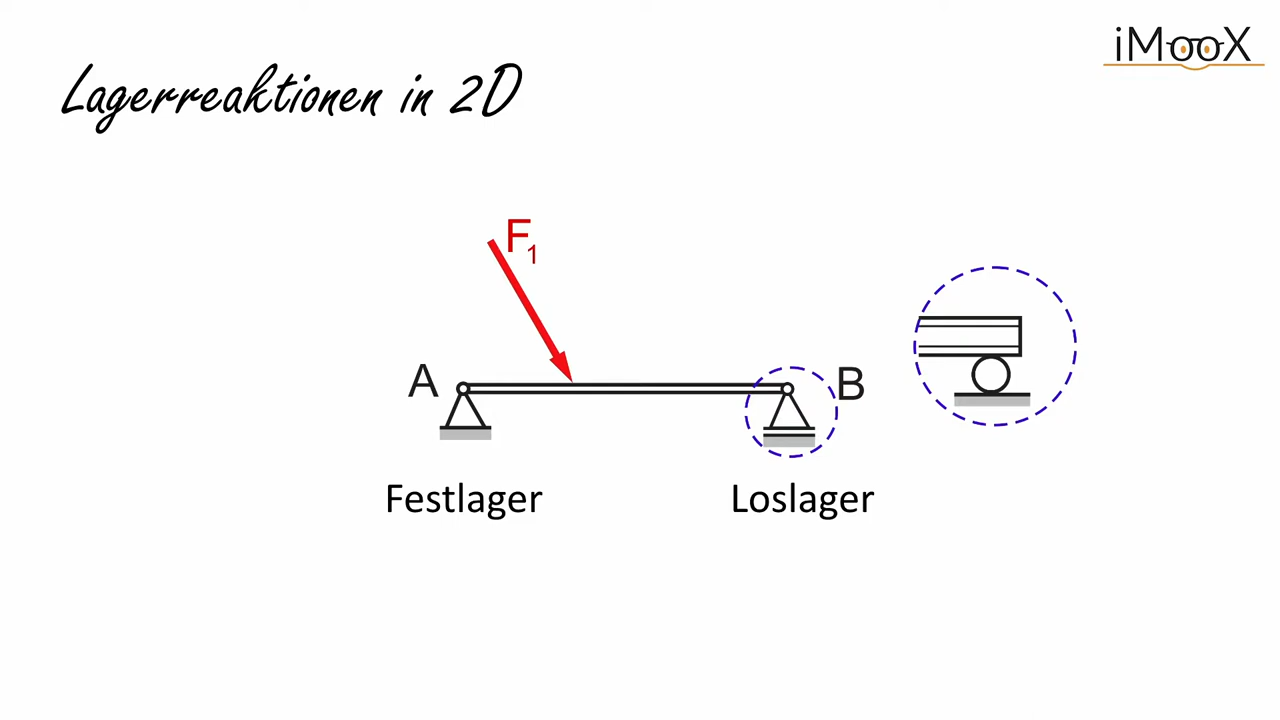 iMooX
Lagerreaktionen in 2D
F1
A
B
Festlager
Loslager